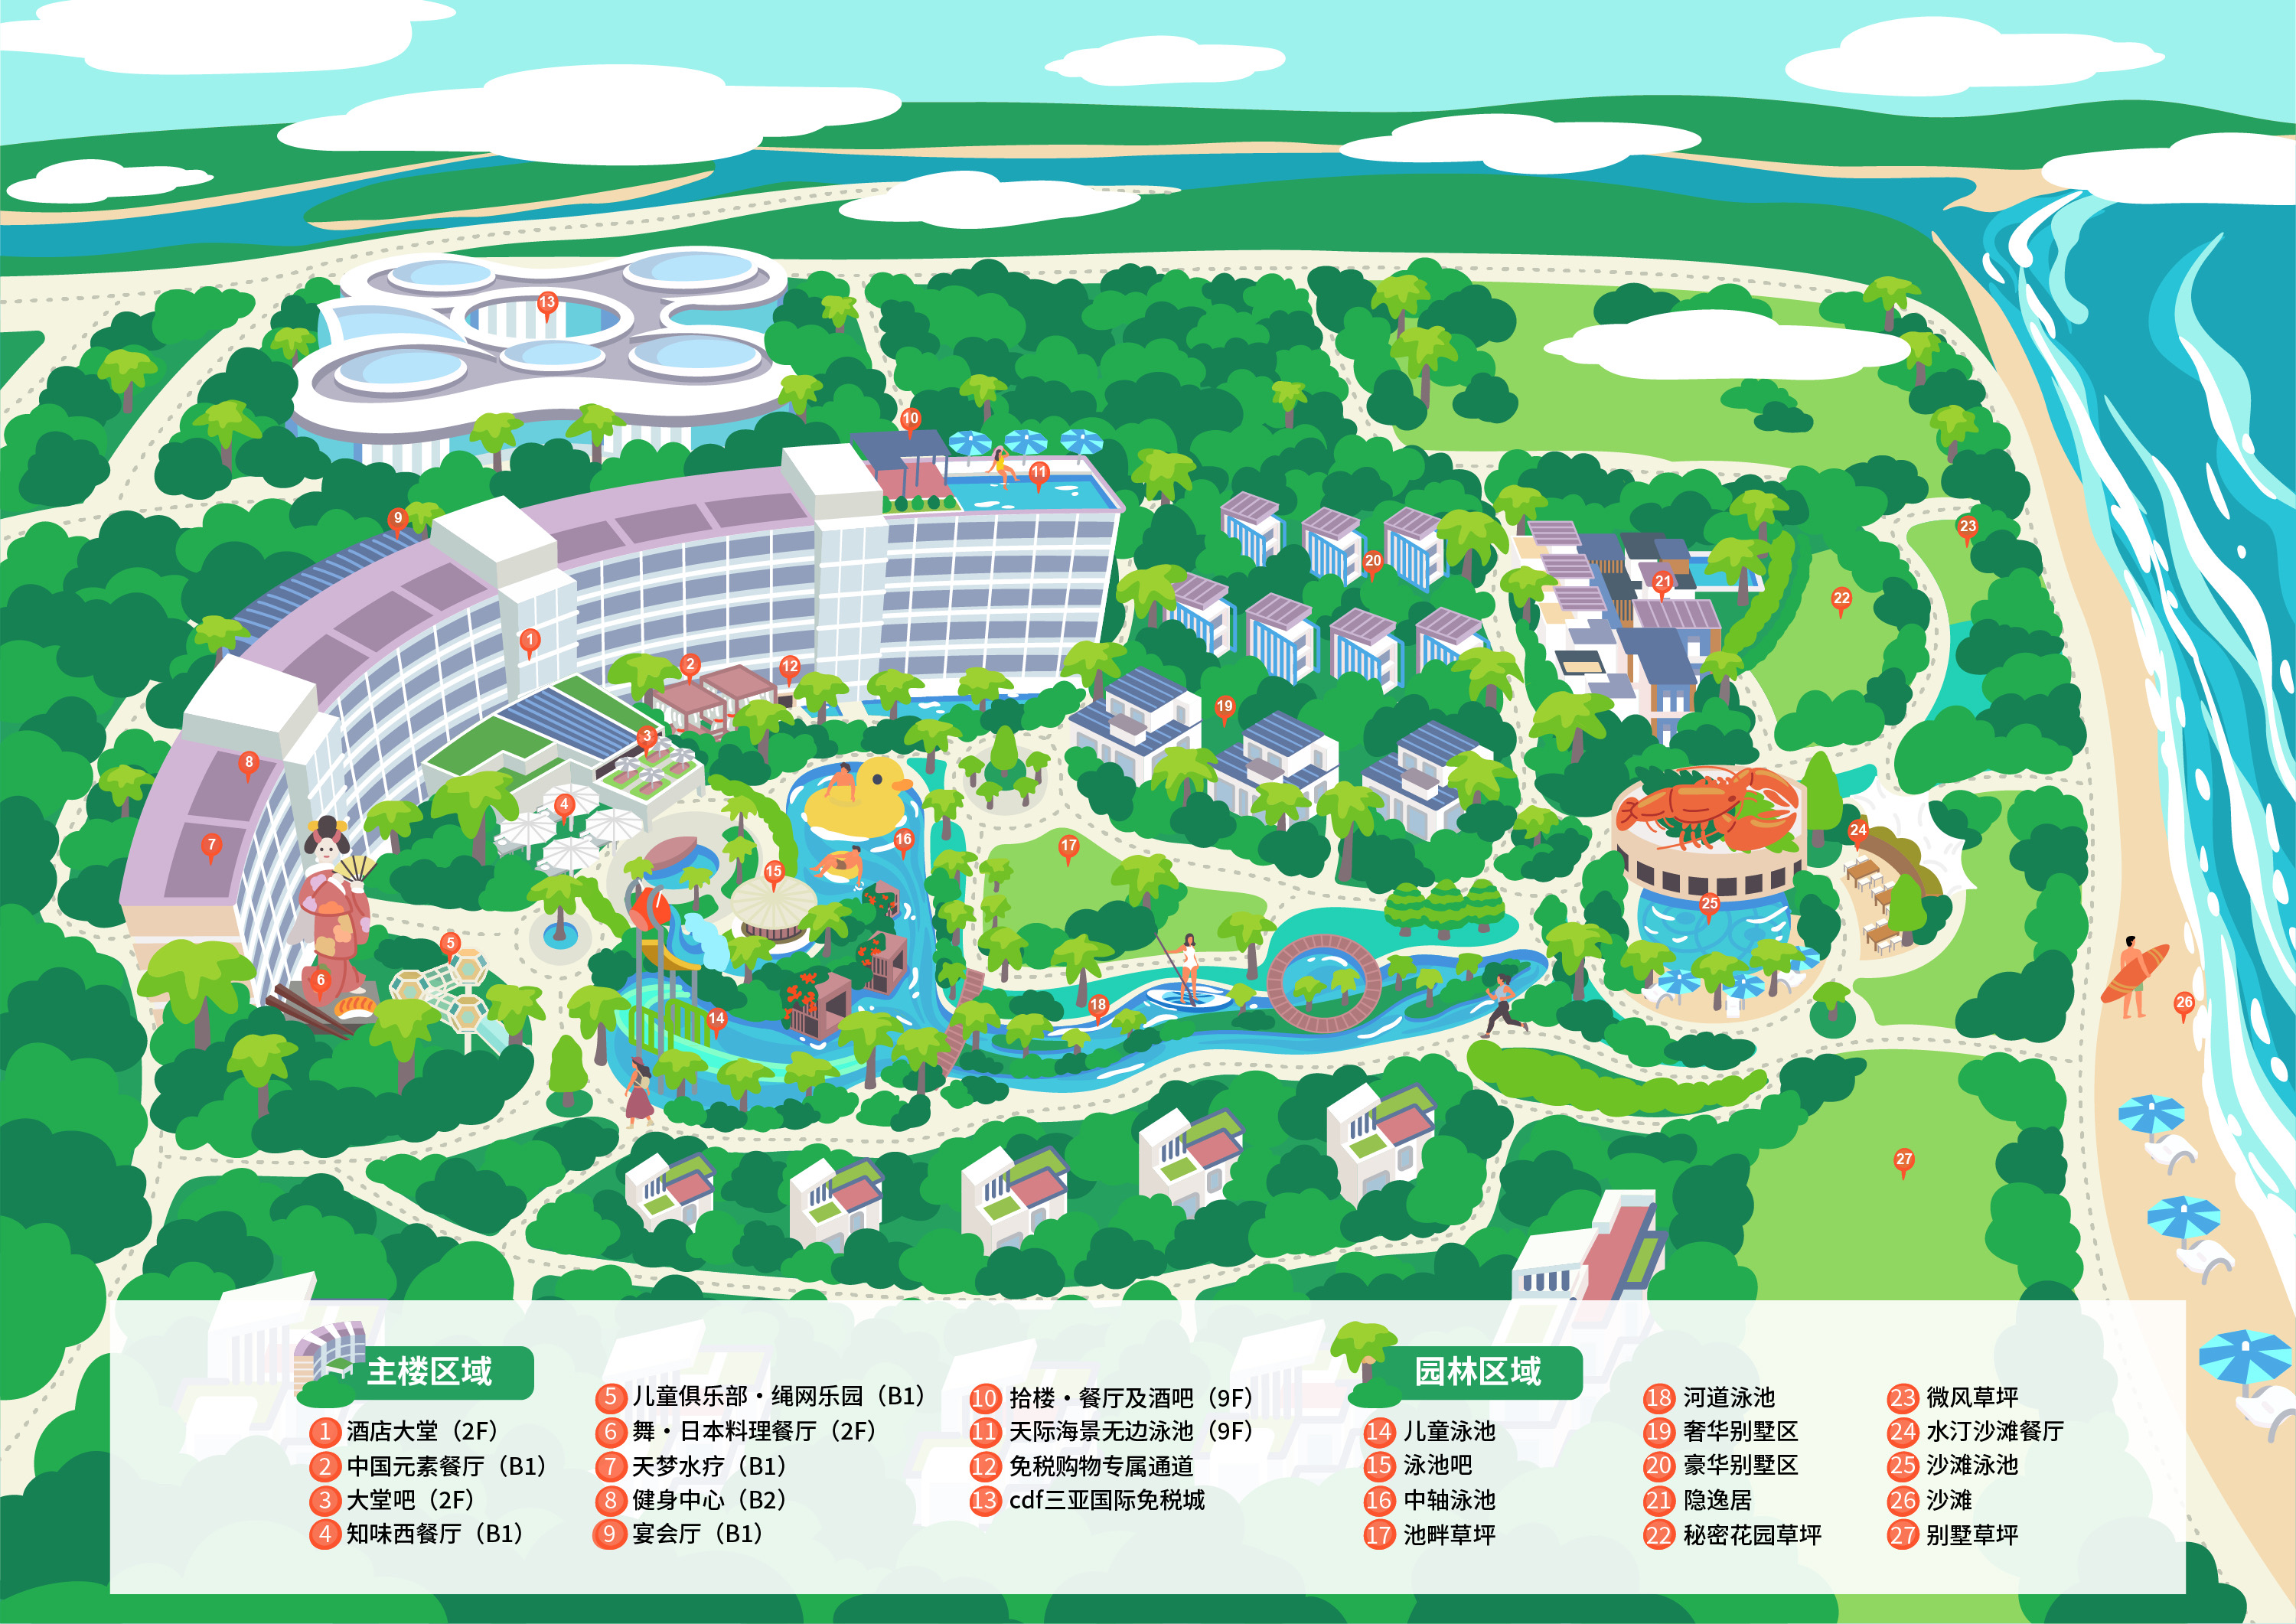 13
10
11
9
23
20
21
22
1
2
12
19
3
8
4
24
16
17
7
15
25
5
6
26
18
14
27
主楼区域
1 酒店大堂（2F）
2 中国元素餐厅（B1）
3 大堂吧（2F）
4 知味西餐厅（B1）
5 儿童俱乐部·绳网乐园（B1）
6 舞·日本料理餐厅（2F）
7 天梦水疗（B1）
8 健身中心（B2）
9 宴会厅（B1）
10 拾楼·餐厅及酒吧（9F）
11 天际海景无边泳池（9F）
12 免税购物专属通道
13 cdf三亚国际免税城
园林区域
14 儿童泳池
15 泳池吧
16 中轴泳池
17 池畔草坪
18 河道泳池
19 奢华别墅区
20 豪华别墅区
21 隐逸居
22 秘密花园草坪
23 微风草坪
24 水汀沙滩餐厅
25 沙滩泳池
26 沙滩
27 别墅草坪